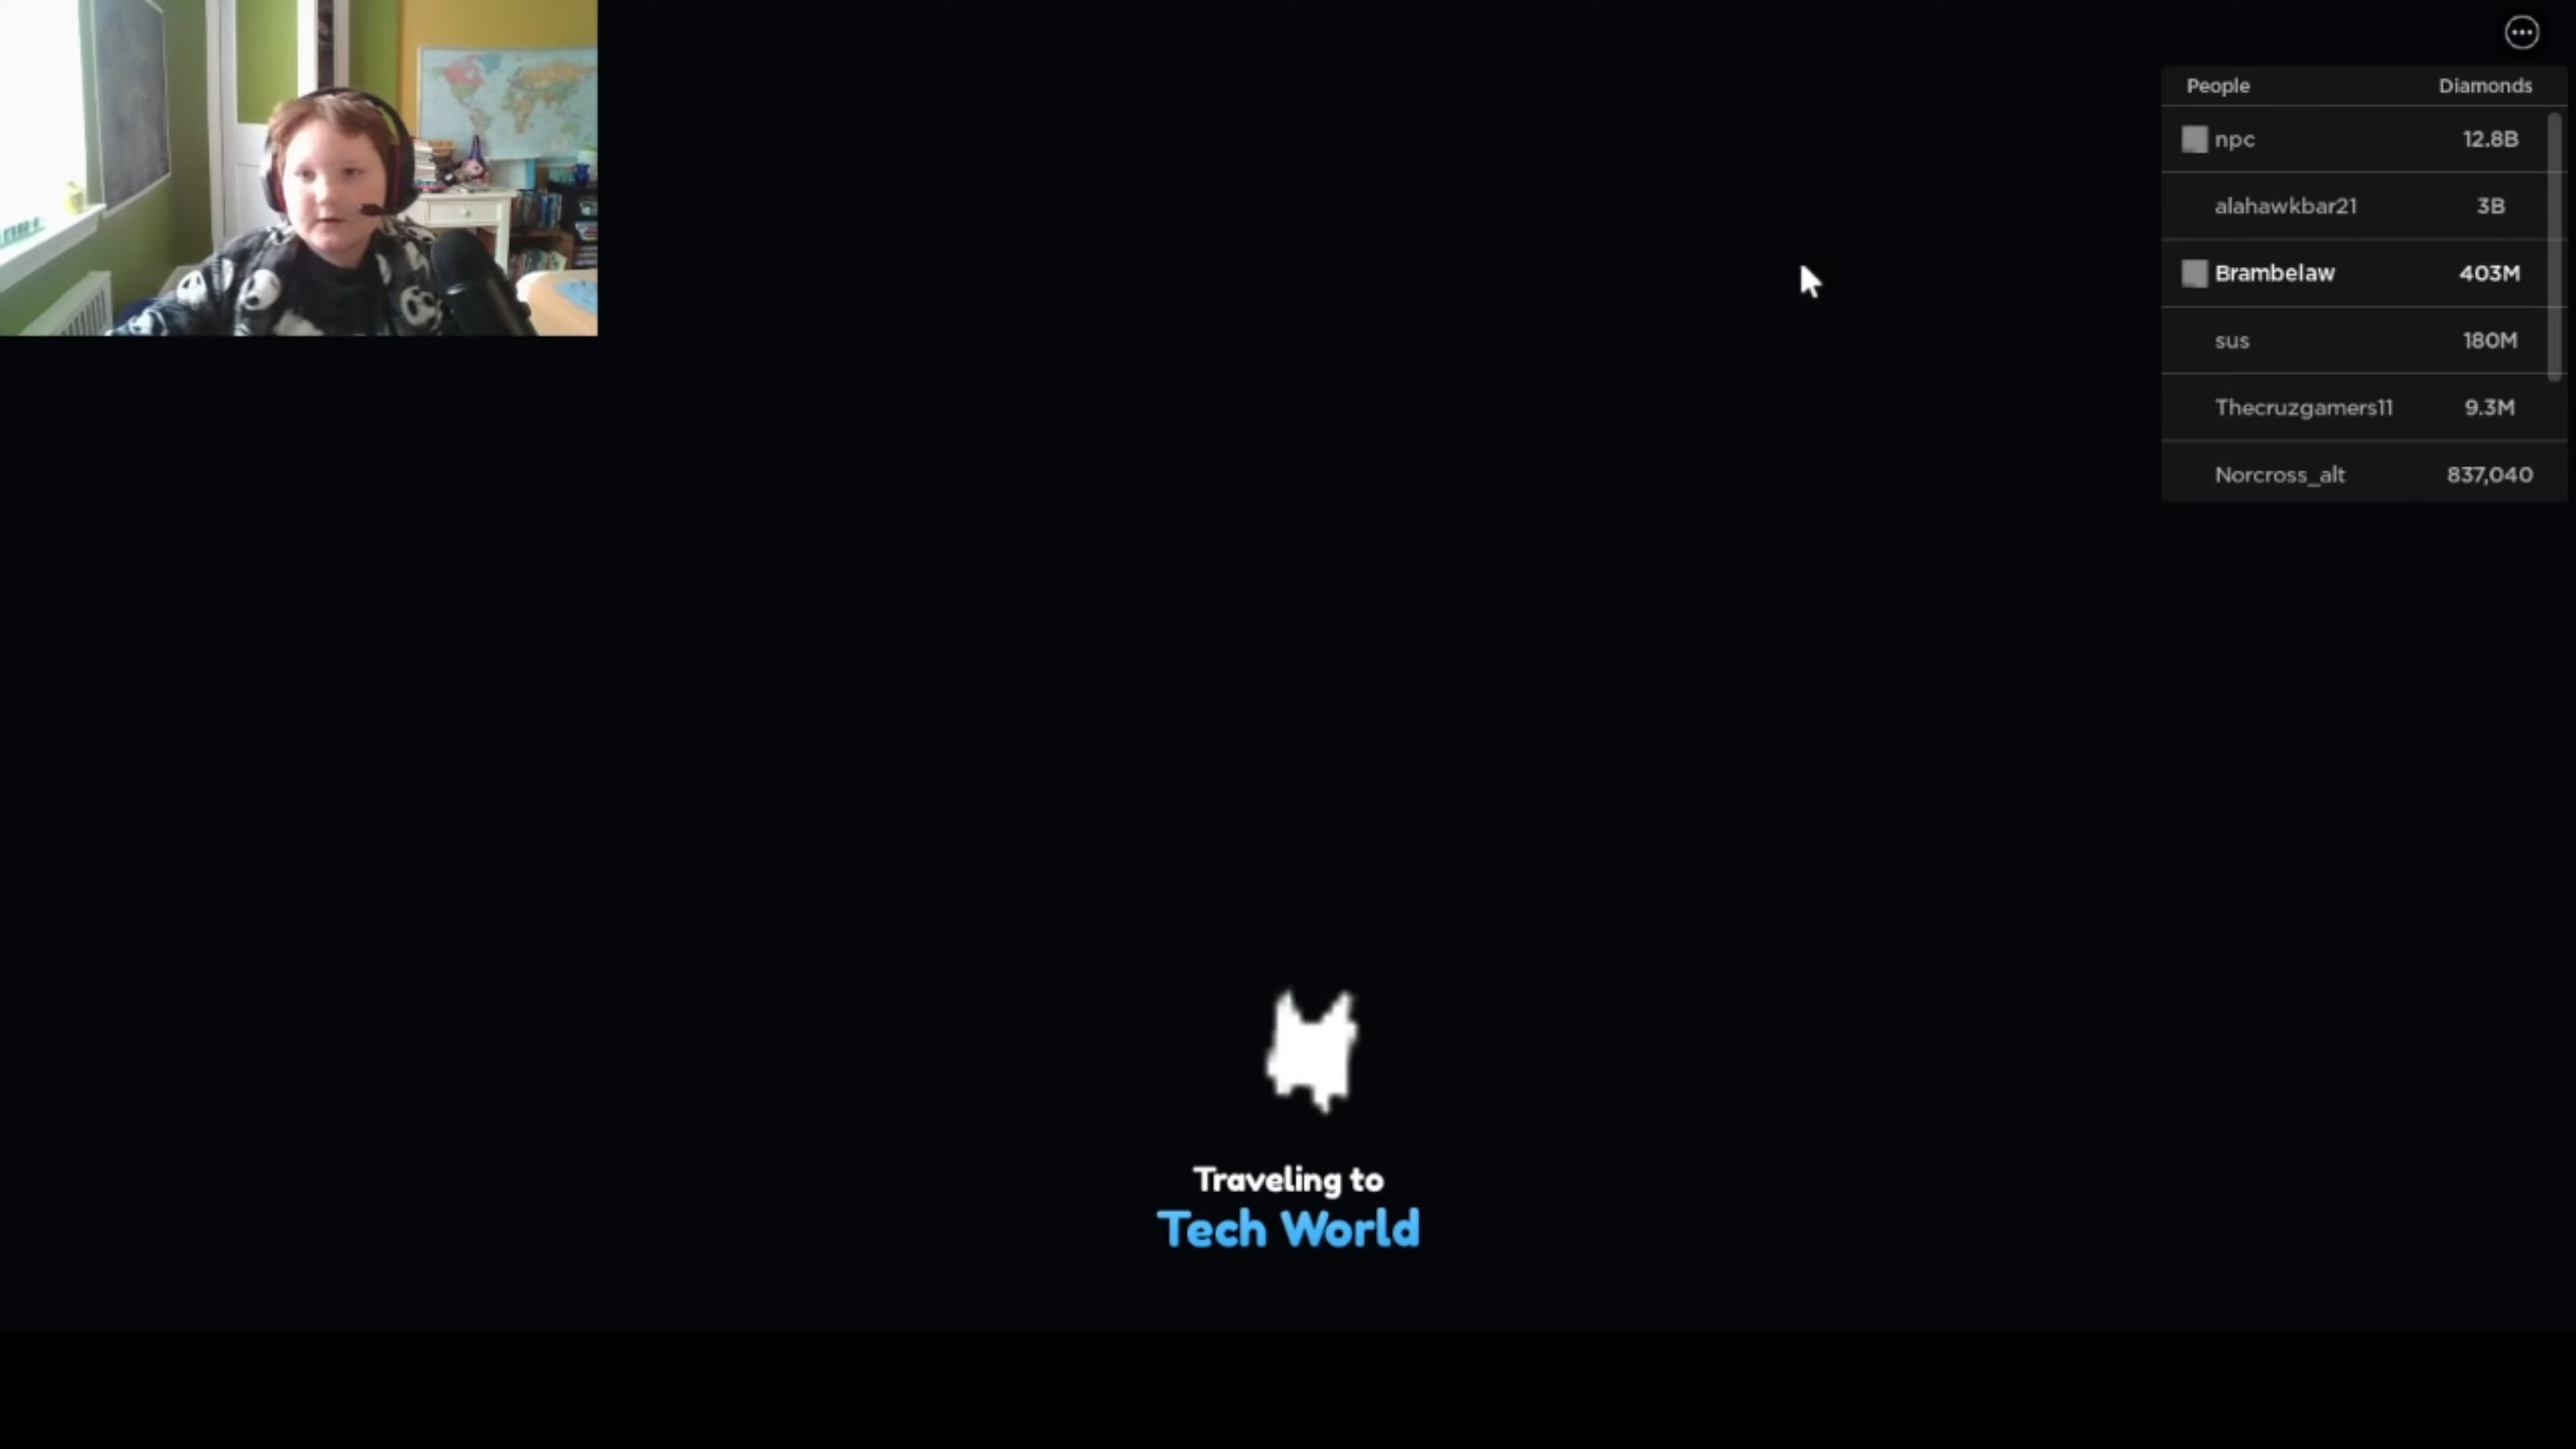 People Diamonds
npc 12.8B
alahawkbar21 3B
Brambelaw 403M
sus 180M
Thecruzgamers11 9.3M
Norcross_alt 837,040
Traveling to
Tech World